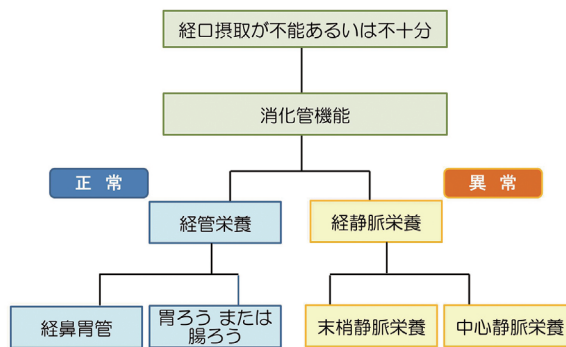 経口摂取が不能あるいは不十分
消化管機能
正 常
異 常
経管栄養
経静脈栄養
経鼻胃管
胃ろう または
腸ろう
末梢静脈栄養
中心静脈栄養